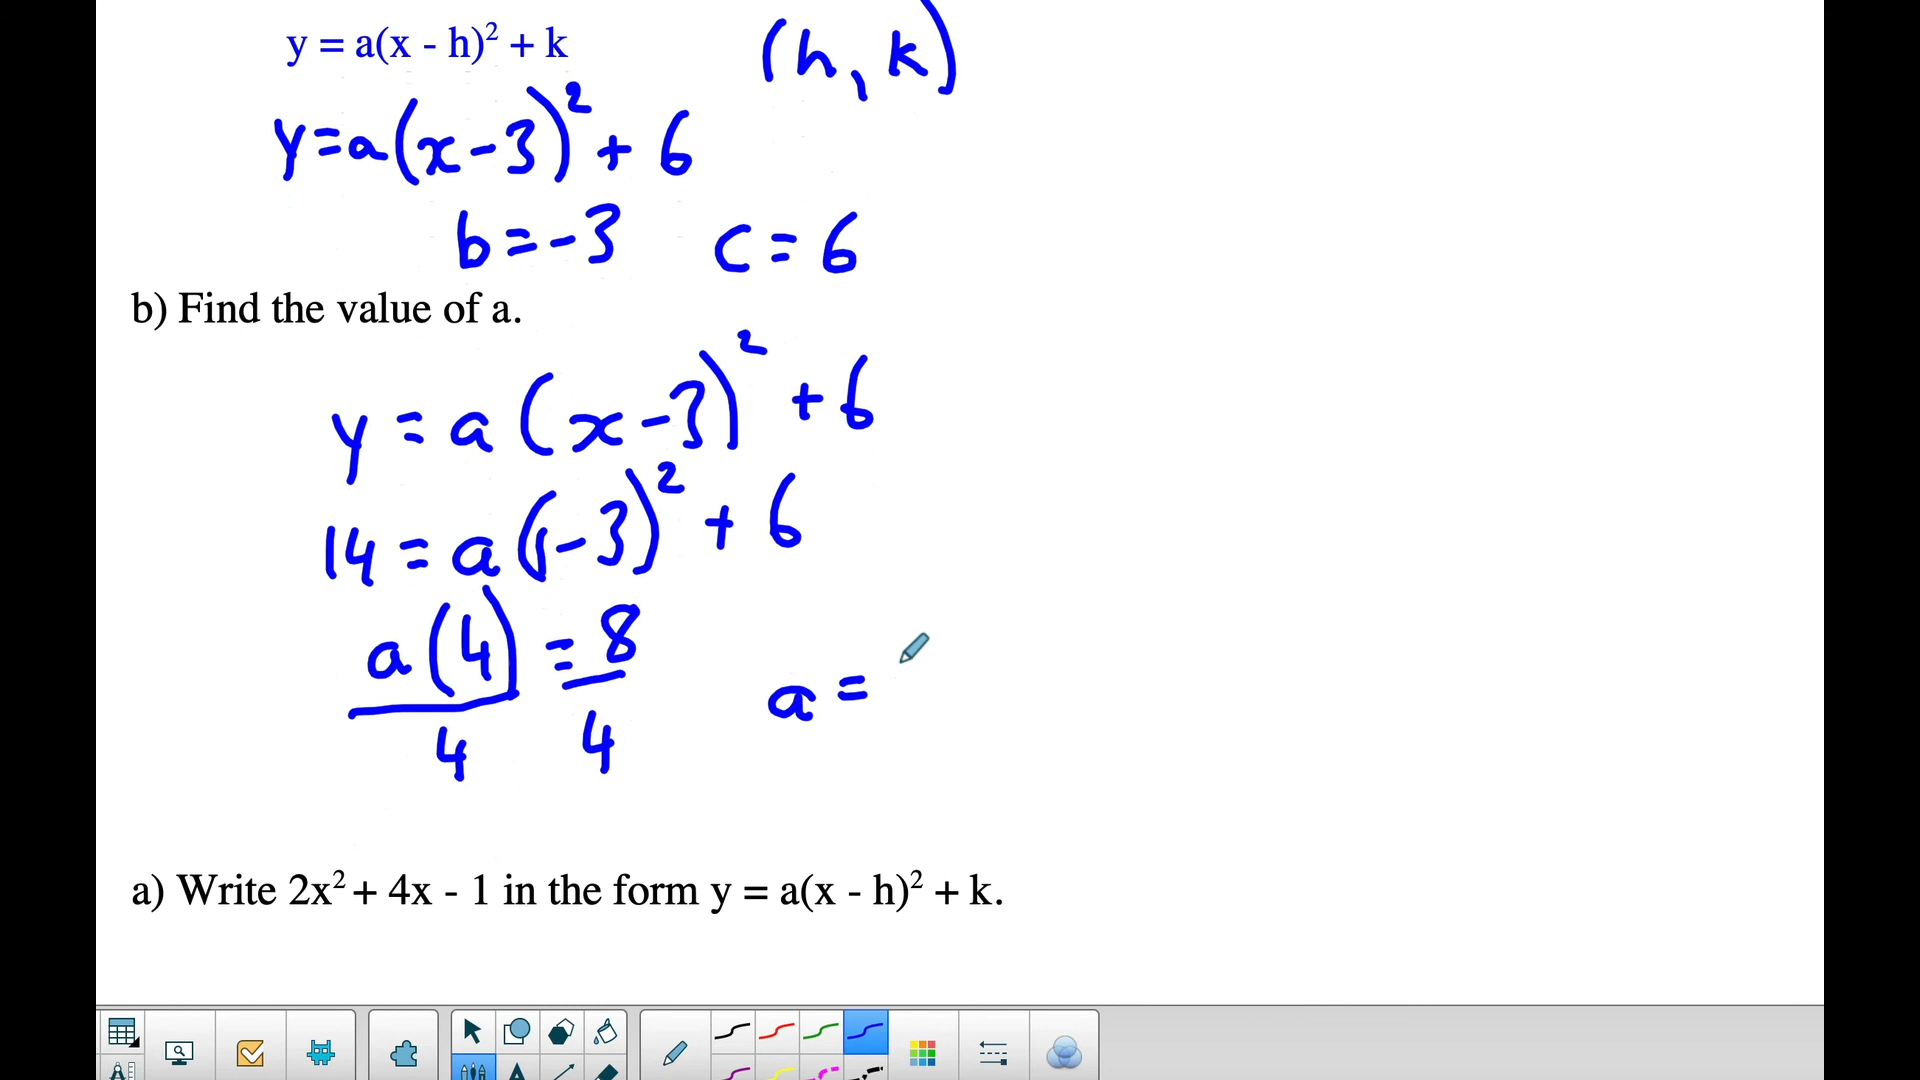 y = a(x - h)² + k
(h, k)
y=a(x-3)² + 6
b=-3 c=6
b) Find the value of a.
y = a(x-3)² +6
14 = a(1-3)² + 6
a(4) = 8
4 4
a =
a) Write 2x² + 4x - 1 in the form y = a(x - h)² + k.